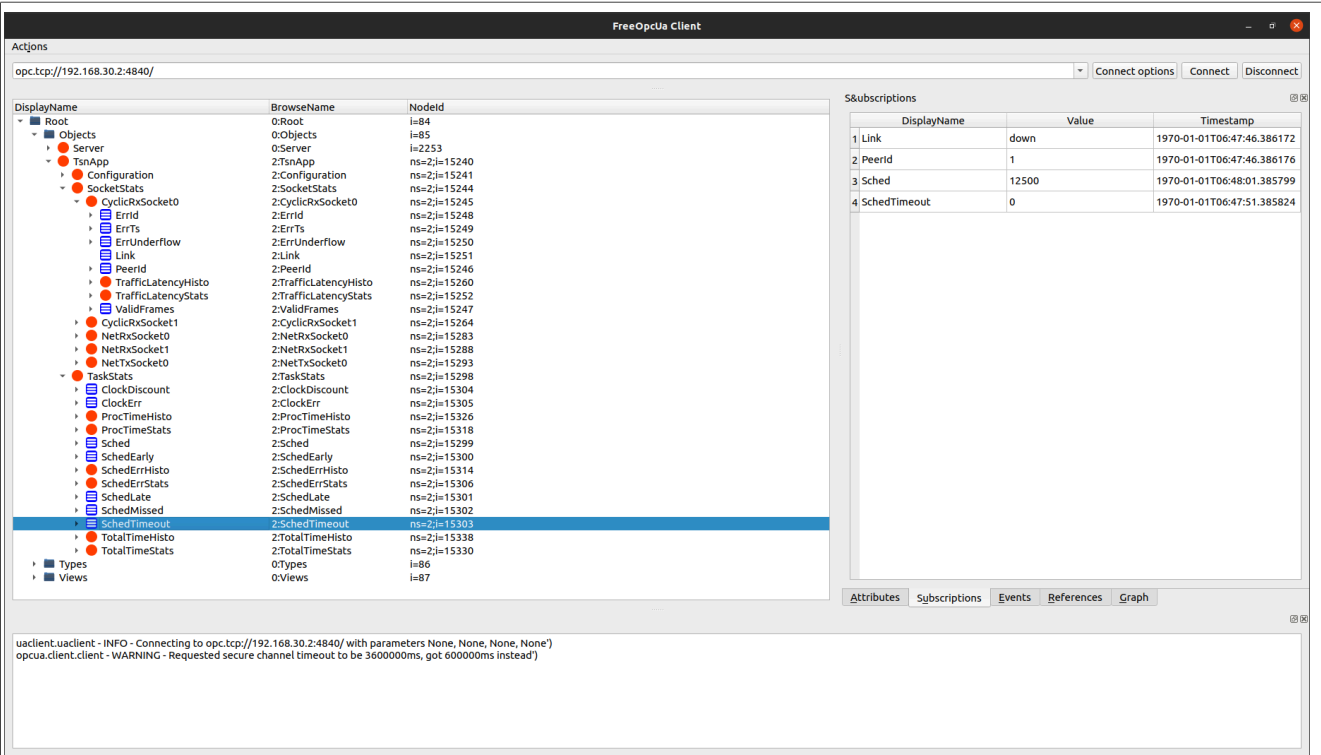 FreeOpcUa Client
Actions
opc.tcp://192.168.30.2:4840/
Connect options Connect Disconnect
DisplayName BrowseName NodeId
Root 0:Root i=84
Objects 0:Objects i=85
Server 0:Server i=2253
TsnApp 2:TsnApp ns=2;i=15240
Configuration 2:Configuration ns=2;i=15241
SocketStats 2:SocketStats ns=2;i=15244
CyclicRxSocket0 2:CyclicRxSocket0 ns=2;i=15245
ErrId 2:ErrId ns=2;i=15248
ErrTs 2:ErrTs ns=2;i=15249
ErrUnderflow 2:ErrUnderflow ns=2;i=15250
Link 2:Link ns=2;i=15251
PeerId 2:PeerId ns=2;i=15246
TrafficLatencyHisto 2:TrafficLatencyHisto ns=2;i=15260
TrafficLatencyStats 2:TrafficLatencyStats ns=2;i=15252
ValidFrames 2:ValidFrames ns=2;i=15247
CyclicRxSocket1 2:CyclicRxSocket1 ns=2;i=15264
NetRxSocket0 2:NetRxSocket0 ns=2;i=15283
NetRxSocket1 2:NetRxSocket1 ns=2;i=15288
NetTxSocket0 2:NetTxSocket0 ns=2;i=15293
TaskStats 2:TaskStats ns=2;i=15298
ClockDiscount 2:ClockDiscount ns=2;i=15304
ClockErr 2:ClockErr ns=2;i=15305
ProcTimeHisto 2:ProcTimeHisto ns=2;i=15326
ProcTimeStats 2:ProcTimeStats ns=2;i=15318
Sched 2:Sched ns=2;i=15299
SchedEarly 2:SchedEarly ns=2;i=15300
SchedErrHisto 2:SchedErrHisto ns=2;i=15314
SchedErrStats 2:SchedErrStats ns=2;i=15306
SchedLate 2:SchedLate ns=2;i=15301
SchedMissed 2:SchedMissed ns=2;i=15302
SchedTimeout 2:SchedTimeout ns=2;i=15303
TotalTimeHisto 2:TotalTimeHisto ns=2;i=15338
TotalTimeStats 2:TotalTimeStats ns=2;i=15330
Types 0:Types i=86
Views 0:Views i=87
S&ubscriptions
DisplayName Value Timestamp
1 Link down 1970-01-01T06:47:46.386172
2 PeerId 1 1970-01-01T06:47:46.386176
3 Sched 12500 1970-01-01T06:48:01.385799
4 SchedTimeout 0 1970-01-01T06:47:51.385824
Attributes Subscriptions Events References Graph
uaclient.uaclient - INFO - Connecting to opc.tcp://192.168.30.2:4840/ with parameters None, None, None, None')
opcua.client.client - WARNING - Requested secure channel timeout to be 3600000ms, got 600000ms instead')